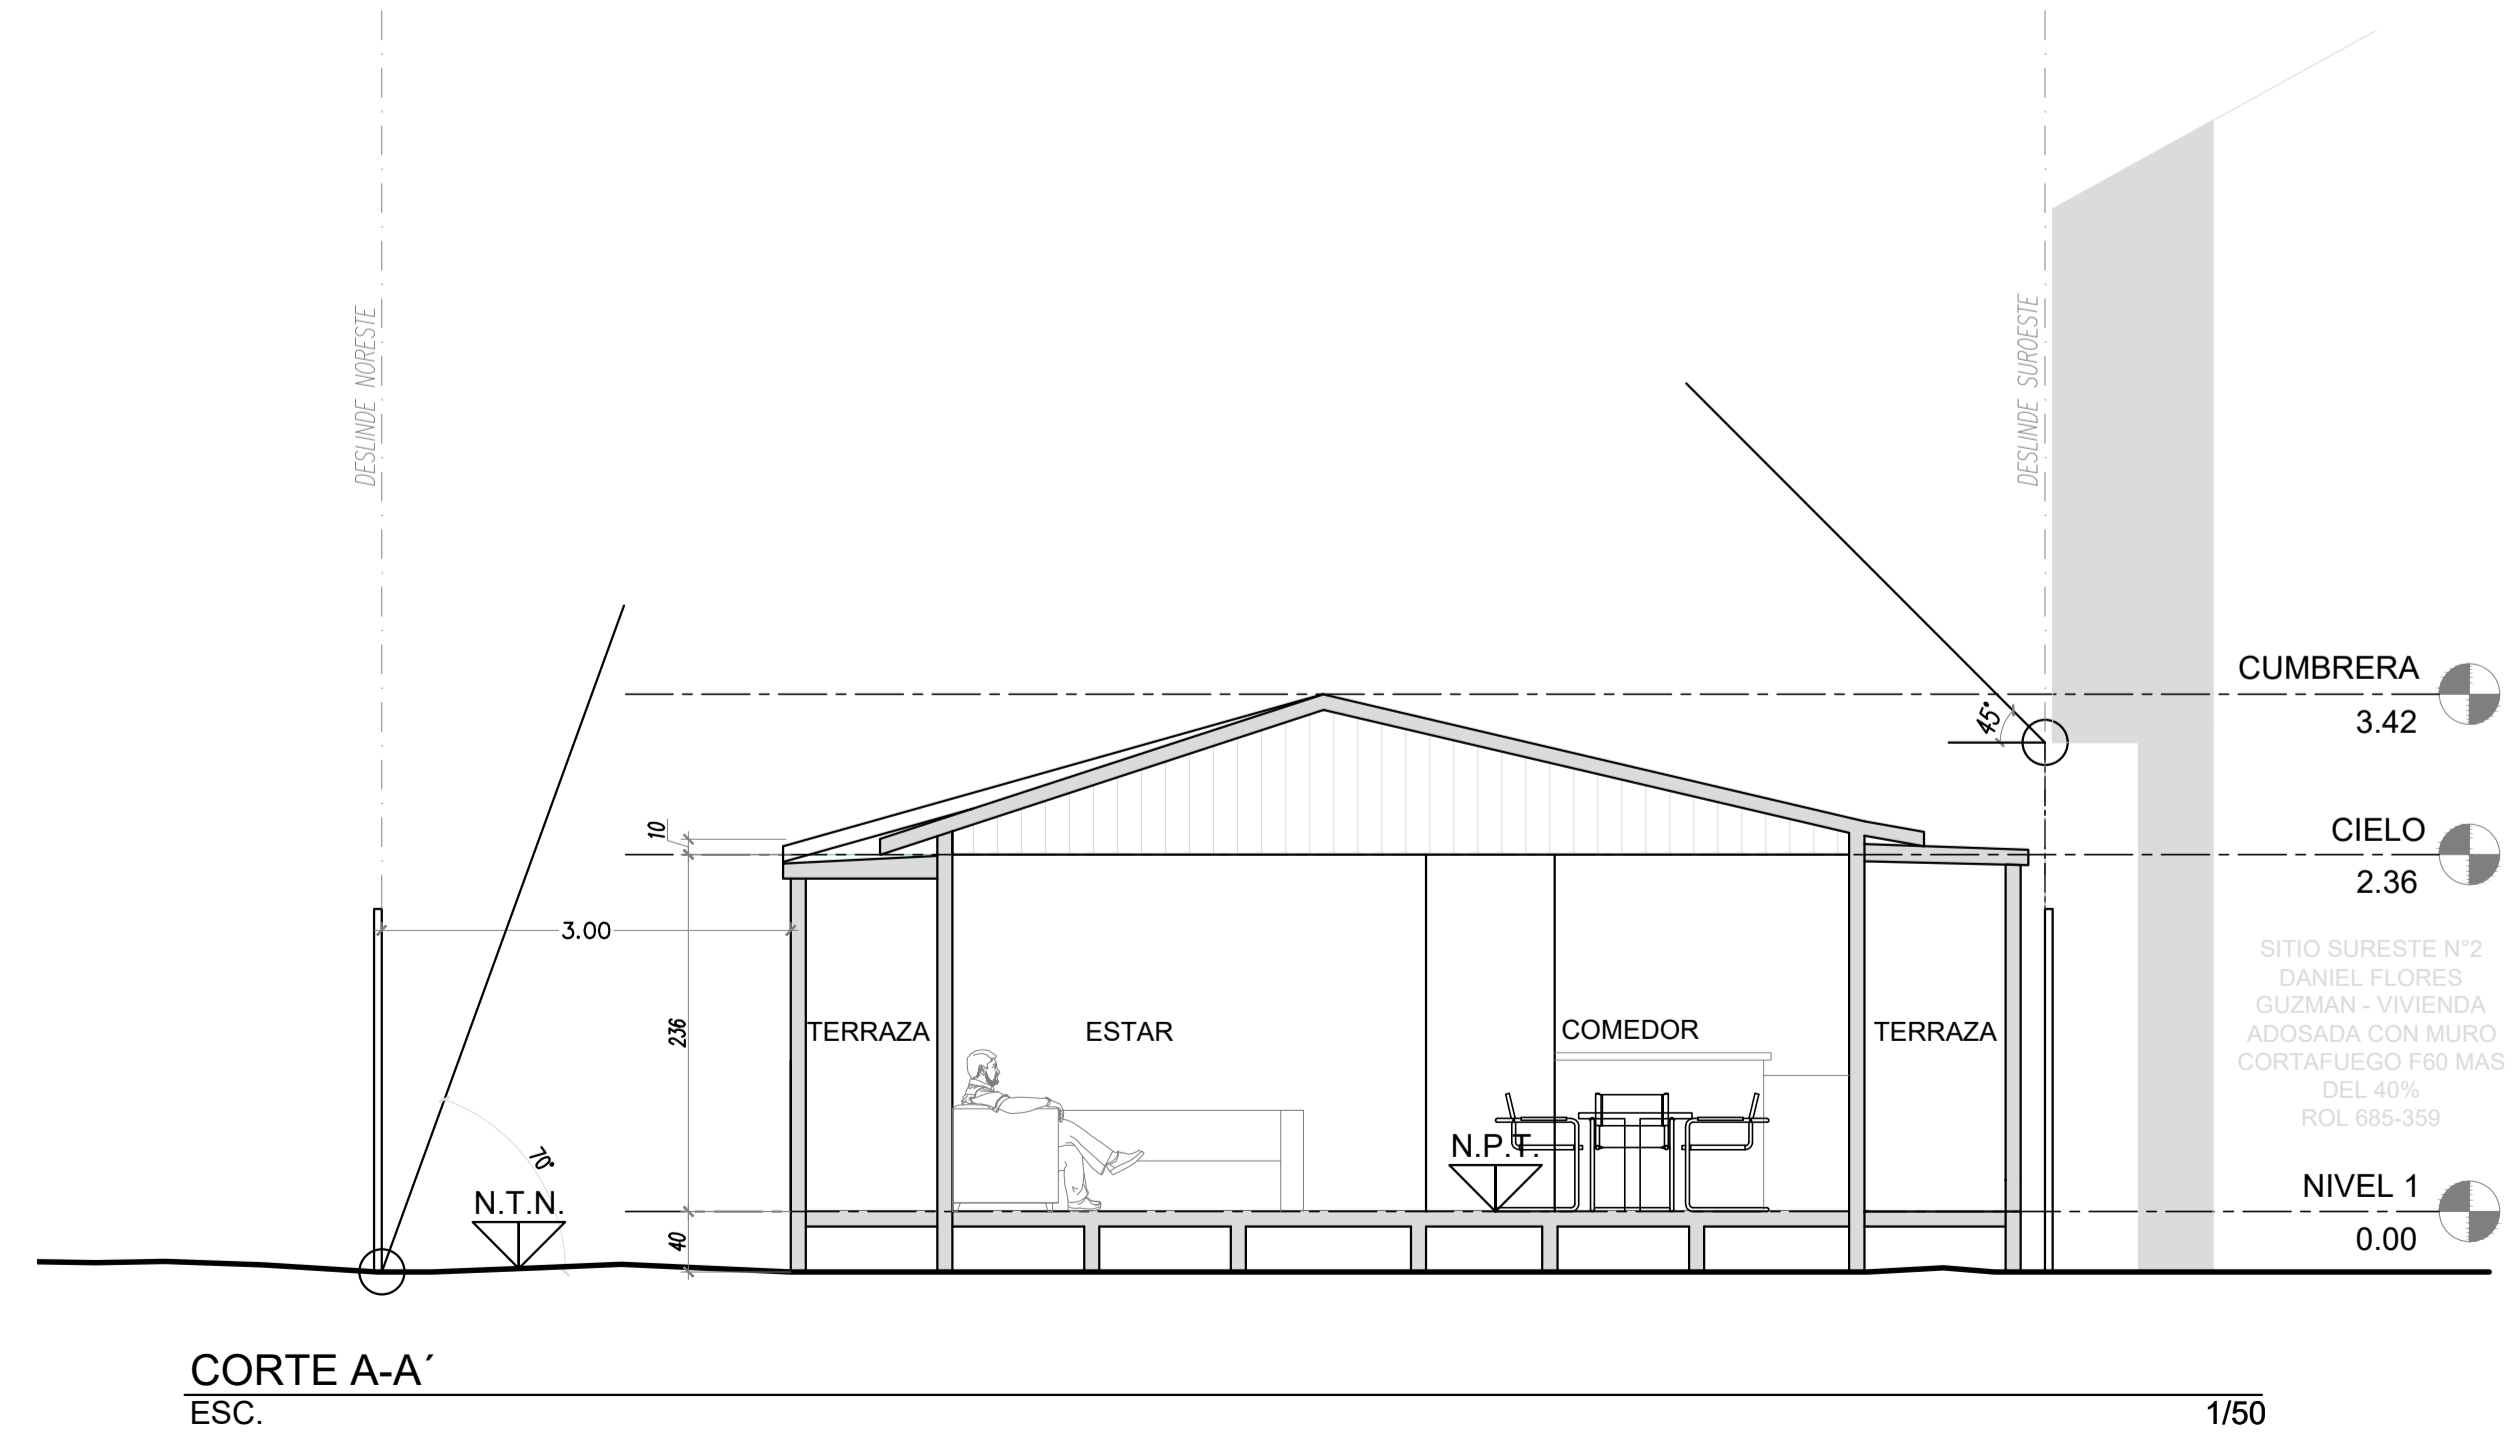 DESLINDE NORESTE
DESLINDE SUROESTE
CUMBRERA
3.42
45°
10
CIELO
2.36
3.00
SITIO SURESTE N°2
DANIEL FLORES
GUZMAN - VIVIENDA
ADOSADA CON MURO
CORTAFUEGO F60 MAS
DEL 40%
ROL 685-359
236
TERRAZA
ESTAR
COMEDOR
TERRAZA
N.P.T.
70°
N.T.N.
NIVEL 1
0.00
40
CORTE A-A´
ESC.
1/50